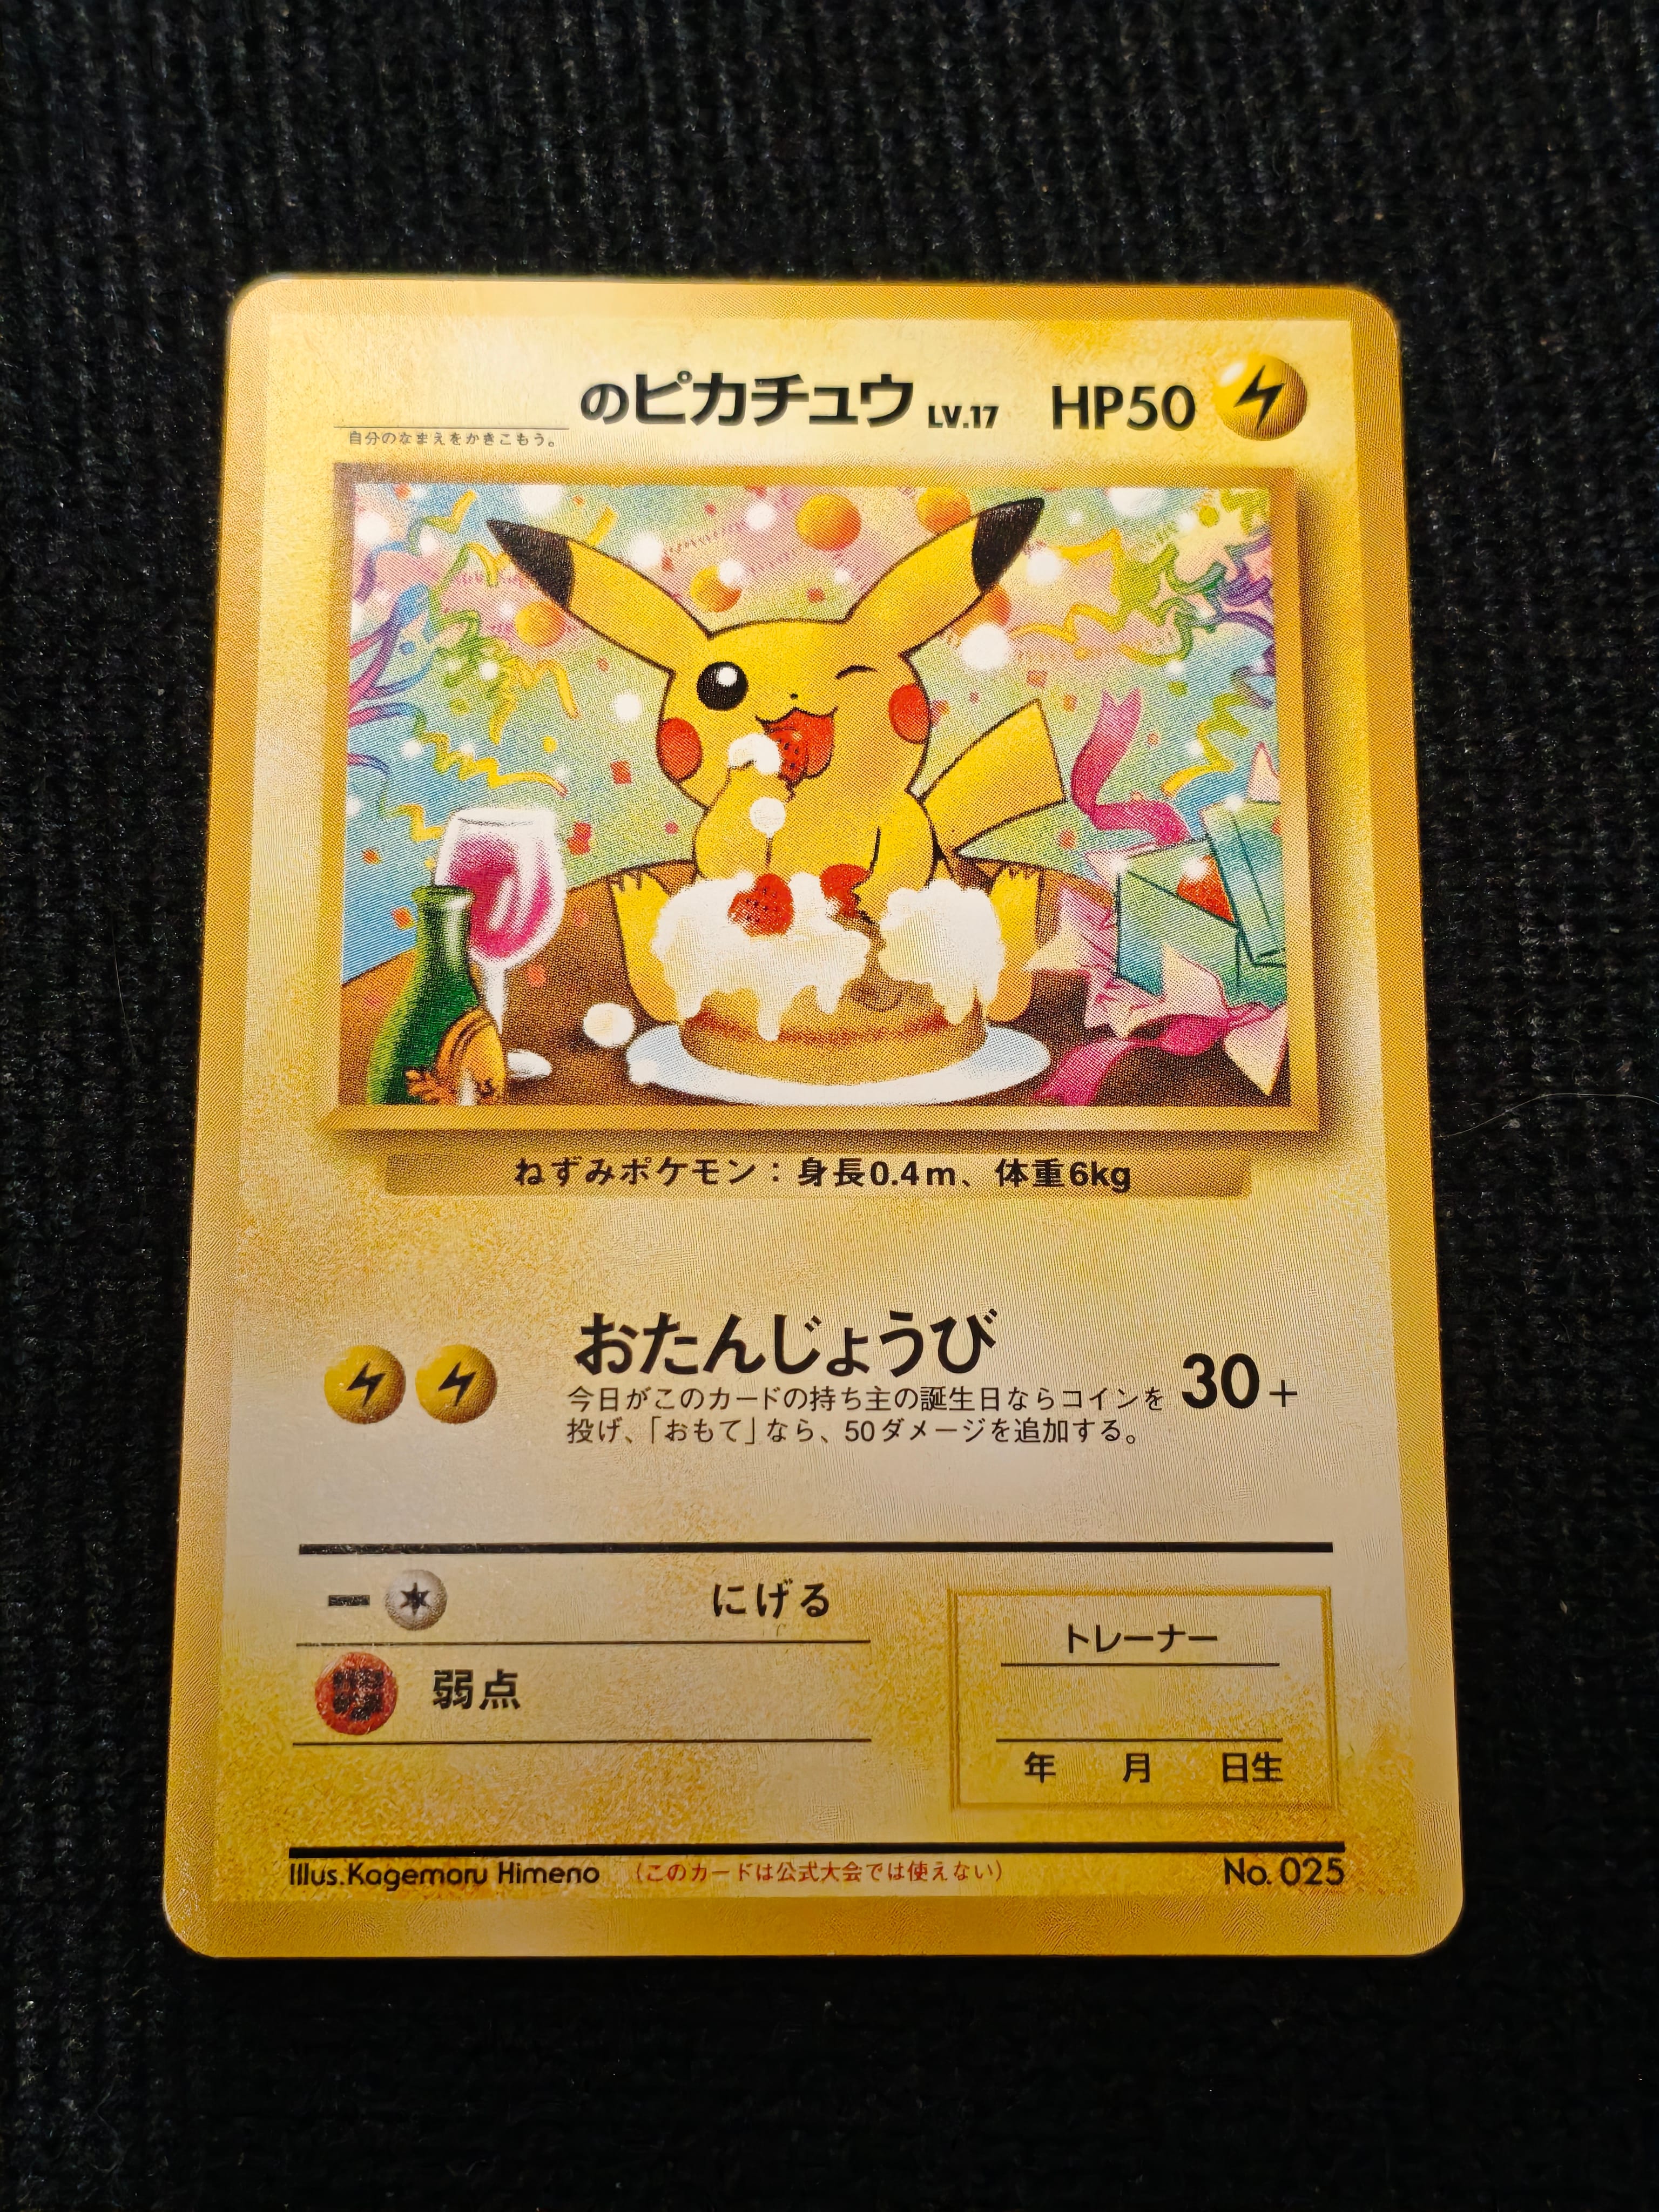 のピカチュウ LV.17 HP50
自分のなまえをかきこもう。
ねずみポケモン：身長0.4m、体重6kg
おたんじょうび
今日がこのカードの持ち主の誕生日ならコインを
投げ、「おもて」なら、50ダメージを追加する。
30+
にげる
弱点
トレーナー
年 月 日生
Illus.Kagemaru Himeno （このカードは公式大会では使えない） No. 025